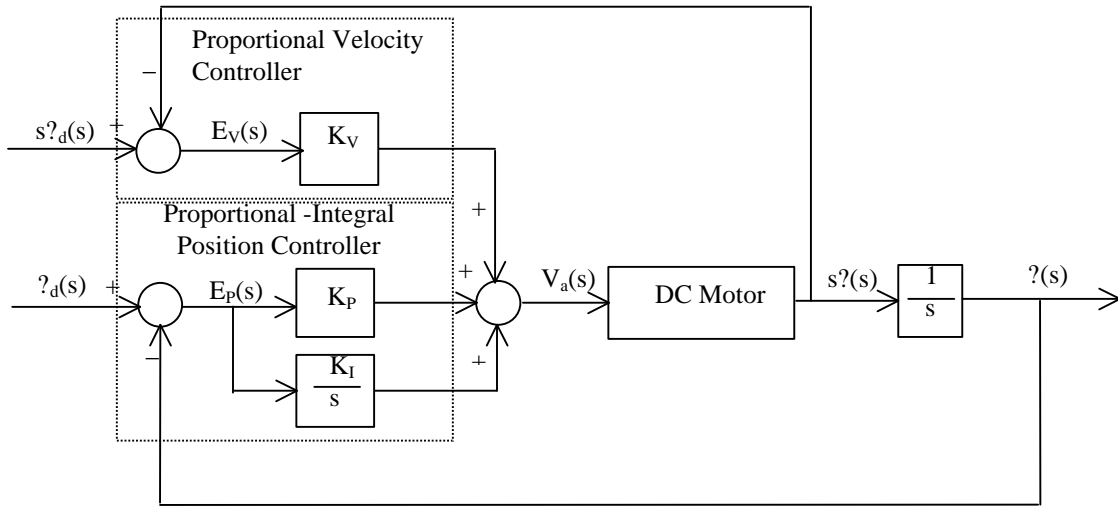 Proportional Velocity
Controller
−
s?d(s)
+
EV(s)
KV
+
Proportional -Integral
Position Controller
?d(s)
+
−
EP(s)
KP
+
KI
s
+
Va(s)
DC Motor
s?(s)
1
s
?(s)